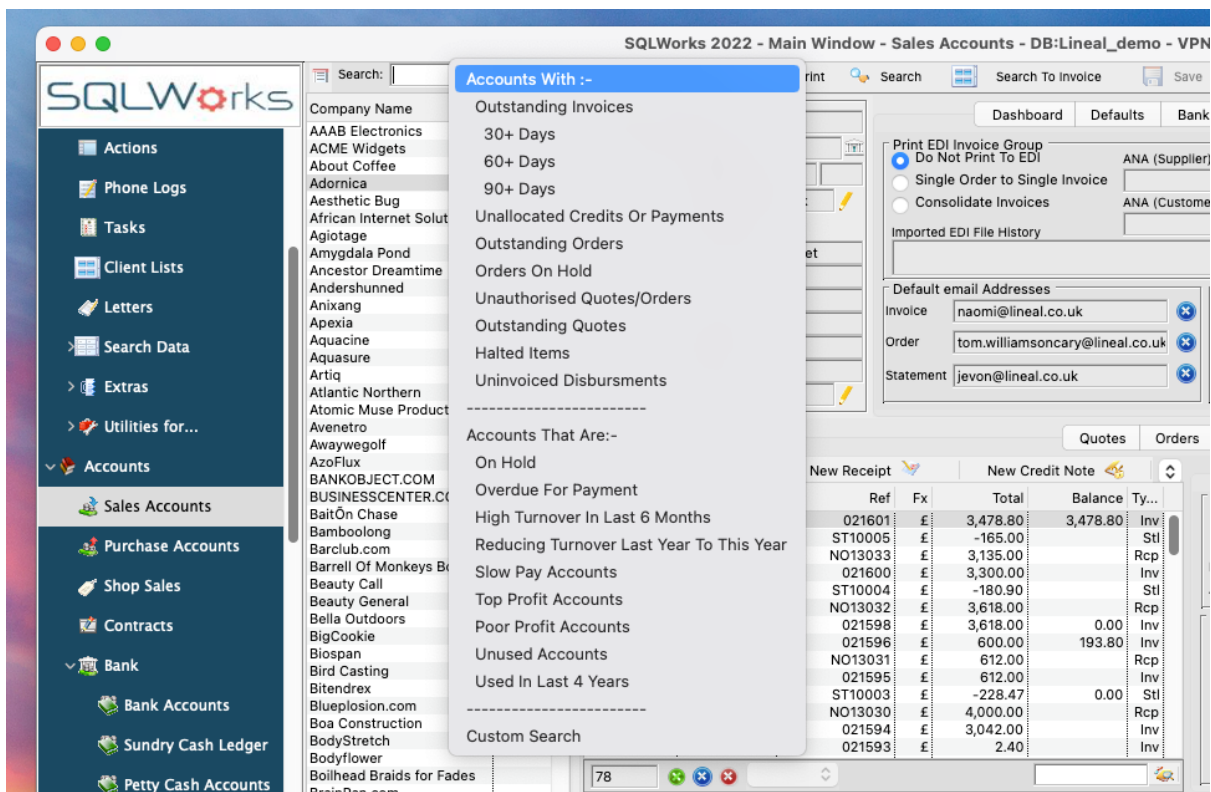 SQLWorks 2022 - Main Window - Sales Accounts - DB:Lineal_demo - VPN
SQLWorks
Actions
Phone Logs
Tasks
Client Lists
Letters
Search Data
Extras
Utilities for...
Accounts
Sales Accounts
Purchase Accounts
Shop Sales
Contracts
Bank
Bank Accounts
Sundry Cash Ledger
Petty Cash Accounts
Search:
Company Name
AAAB Electronics
ACME Widgets
About Coffee
Adornica
Aesthetic Bug
African Internet Solut
Agiotage
Amygdala Pond
Ancestor Dreamtime
Andershunned
Anixang
Apexia
Aquacine
Aquasure
Artiq
Atlantic Northern
Atomic Muse Product
Avenetro
Awaywegolf
AzoFlux
BANKOBJECT.COM
BUSINESSCENTER.CO
BaitÕn Chase
Bamboolong
Barclub.com
Barrell Of Monkeys Bo
Beauty Call
Beauty General
Bella Outdoors
BigCookie
Biospan
Bird Casting
Bitendrex
Blueplosion.com
Boa Construction
BodyStretch
Bodyflower
Boilhead Braids for Fades
BrainPan.com
Accounts With :-
Outstanding Invoices
30+ Days
60+ Days
90+ Days
Unallocated Credits Or Payments
Outstanding Orders
Orders On Hold
Unauthorised Quotes/Orders
Outstanding Quotes
Halted Items
Uninvoiced Disbursments
------------------------
Accounts That Are:-
On Hold
Overdue For Payment
High Turnover In Last 6 Months
Reducing Turnover Last Year To This Year
Slow Pay Accounts
Top Profit Accounts
Poor Profit Accounts
Unused Accounts
Used In Last 4 Years
------------------------
Custom Search
rint Search Search To Invoice Save
Dashboard Defaults Bank
Print EDI Invoice Group
Do Not Print To EDI ANA (Supplier)
Single Order to Single Invoice
Consolidate Invoices ANA (Custome
Imported EDI File History
et
Default email Addresses
Invoice naomi@lineal.co.uk
Order tom.williamsoncary@lineal.co.uk
Statement jevon@lineal.co.uk
Quotes Orders
New Receipt New Credit Note
Ref Fx Total Balance Ty...
021601 £ 3,478.80 3,478.80 Inv
ST10005 £ -165.00 Stl
NO13033 £ 3,135.00 Rcp
021600 £ 3,300.00 Inv
ST10004 £ -180.90 Stl
NO13032 £ 3,618.00 Rcp
021598 £ 3,618.00 0.00 Inv
021596 £ 600.00 193.80 Inv
NO13031 £ 612.00 Rcp
021595 £ 612.00 Inv
ST10003 £ -228.47 0.00 Stl
NO13030 £ 4,000.00 Rcp
021594 £ 3,042.00 Inv
021593 £ 2.40 Inv
78